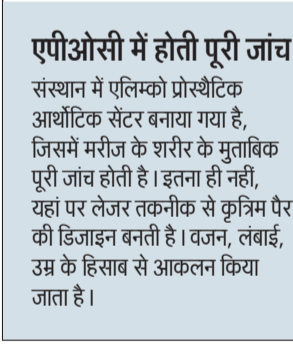 एपीओसी में होती पूरी जांच
संस्थान में एलिम्को प्रोस्थैटिक
आर्थोटिक सेंटर बनाया गया है,
जिसमें मरीज के शरीर के मुताबिक
पूरी जांच होती है। इतना ही नहीं,
यहां पर लेजर तकनीक से कृत्रिम पैर
की डिजाइन बनती है। वजन, लंबाई,
उम्र के हिसाब से आकलन किया
जाता है।